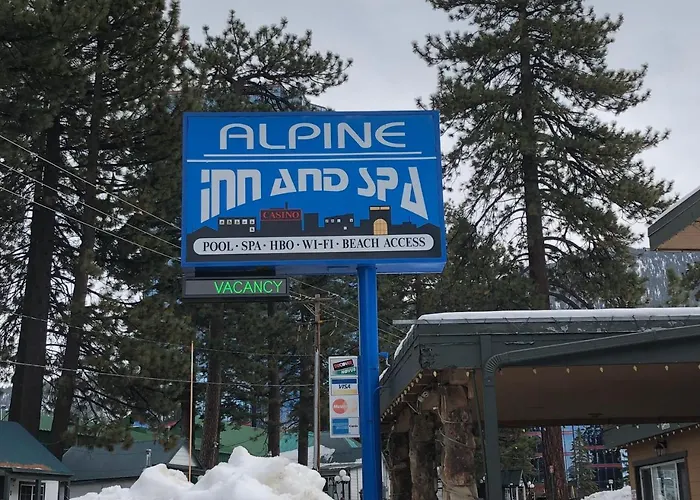 ALPINE
INN AND SPA
CASINO
POOL · SPA · HBO · WI-FI · BEACH ACCESS
VACANCY
VISA